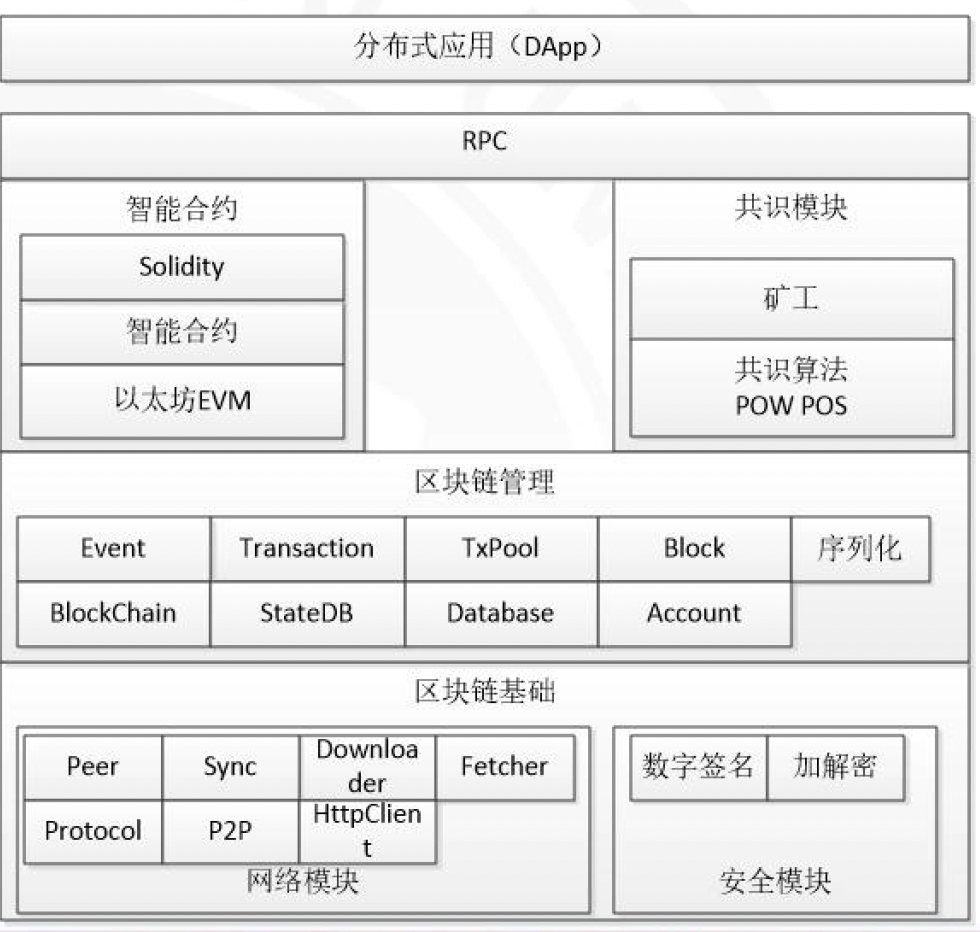 分布式应用（DApp）
RPC
智能合约
Solidity
智能合约
以太坊EVM
共识模块
矿工
共识算法
POW POS
区块链管理
Event
Transaction
TxPool
Block
序列化
BlockChain
StateDB
Database
Account
区块链基础
Peer
Sync
Downloa
der
Fetcher
Protocol
P2P
HttpClien
t
网络模块
数字签名
加解密
安全模块